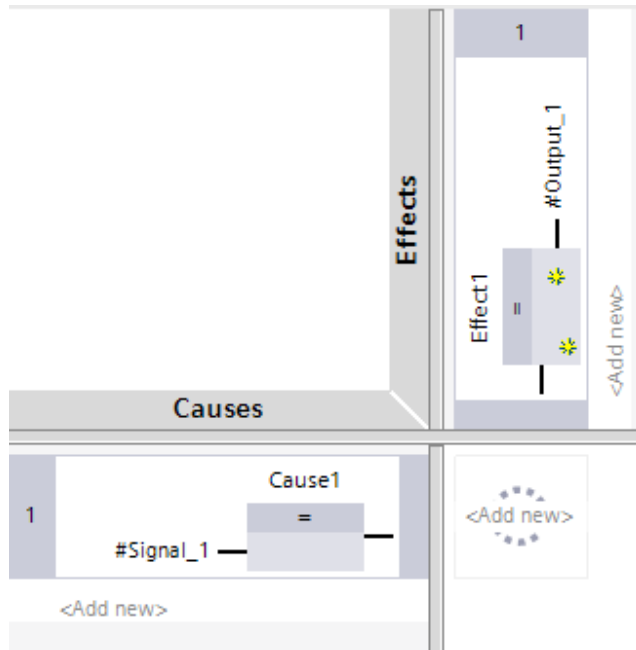 1
#Output_1
Effect1
=
<Add new>
Effects
Causes
1
Cause1
=
#Signal_1
<Add new>
<Add new>